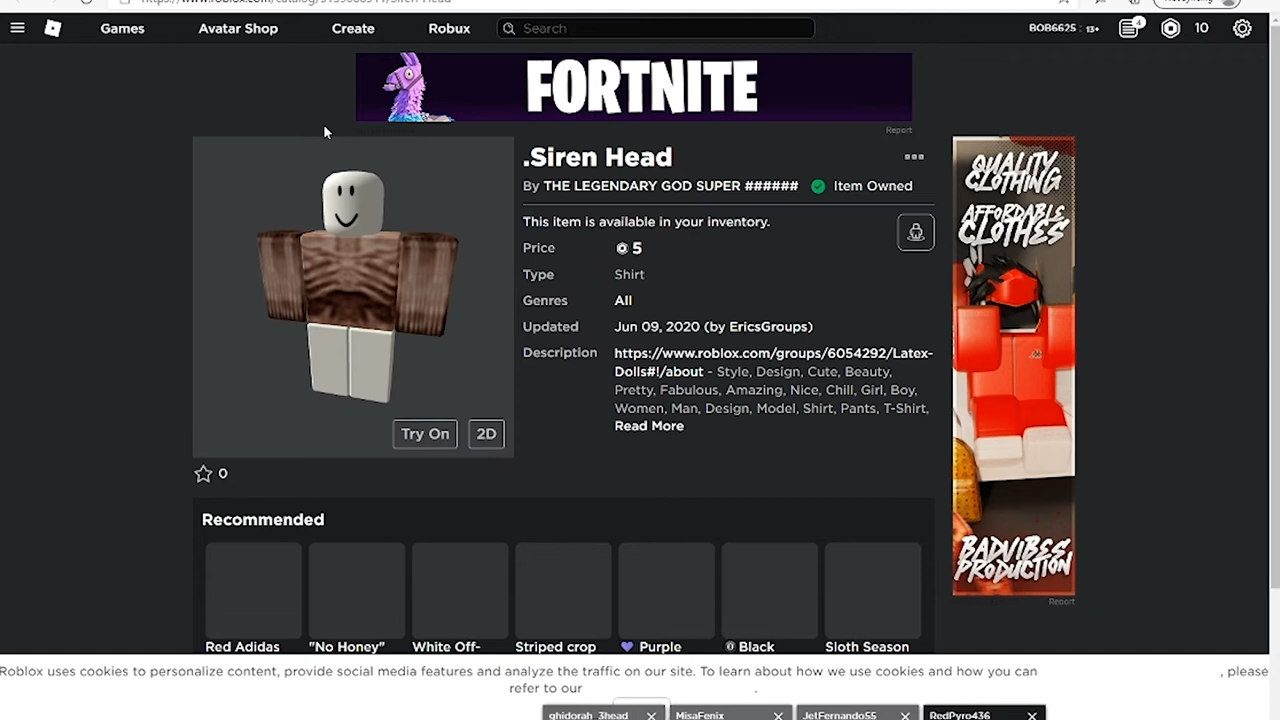 Games
Avatar Shop
Create
Robux
Search
BOB6625 : 13+
4
10
FORTNITE
Report
.Siren Head
By THE LEGENDARY GOD SUPER ###### Item Owned
This item is available in your inventory.
Price 5
Type Shirt
Genres All
Updated Jun 09, 2020 (by EricsGroups)
Description https://www.roblox.com/groups/6054292/Latex-
Dolls#!/about - Style, Design, Cute, Beauty,
Pretty, Fabulous, Amazing, Nice, Chill, Girl, Boy,
Women, Man, Design, Model, Shirt, Pants, T-Shirt,
Read More
Try On
2D
0
QUALITY
CLOTHING
AFFORDABLE
CLOTHES
BADVIBES
PRODUCTION
Report
Recommended
Red Adidas
"No Honey"
White Off-
Striped crop
Purple
Black
Sloth Season
Roblox uses cookies to personalize content, provide social media features and analyze the traffic on our site. To learn about how we use cookies and how you can , please
refer to our .
ghidorah_3head
MisaFenix
JetFernando55
RedPyro436